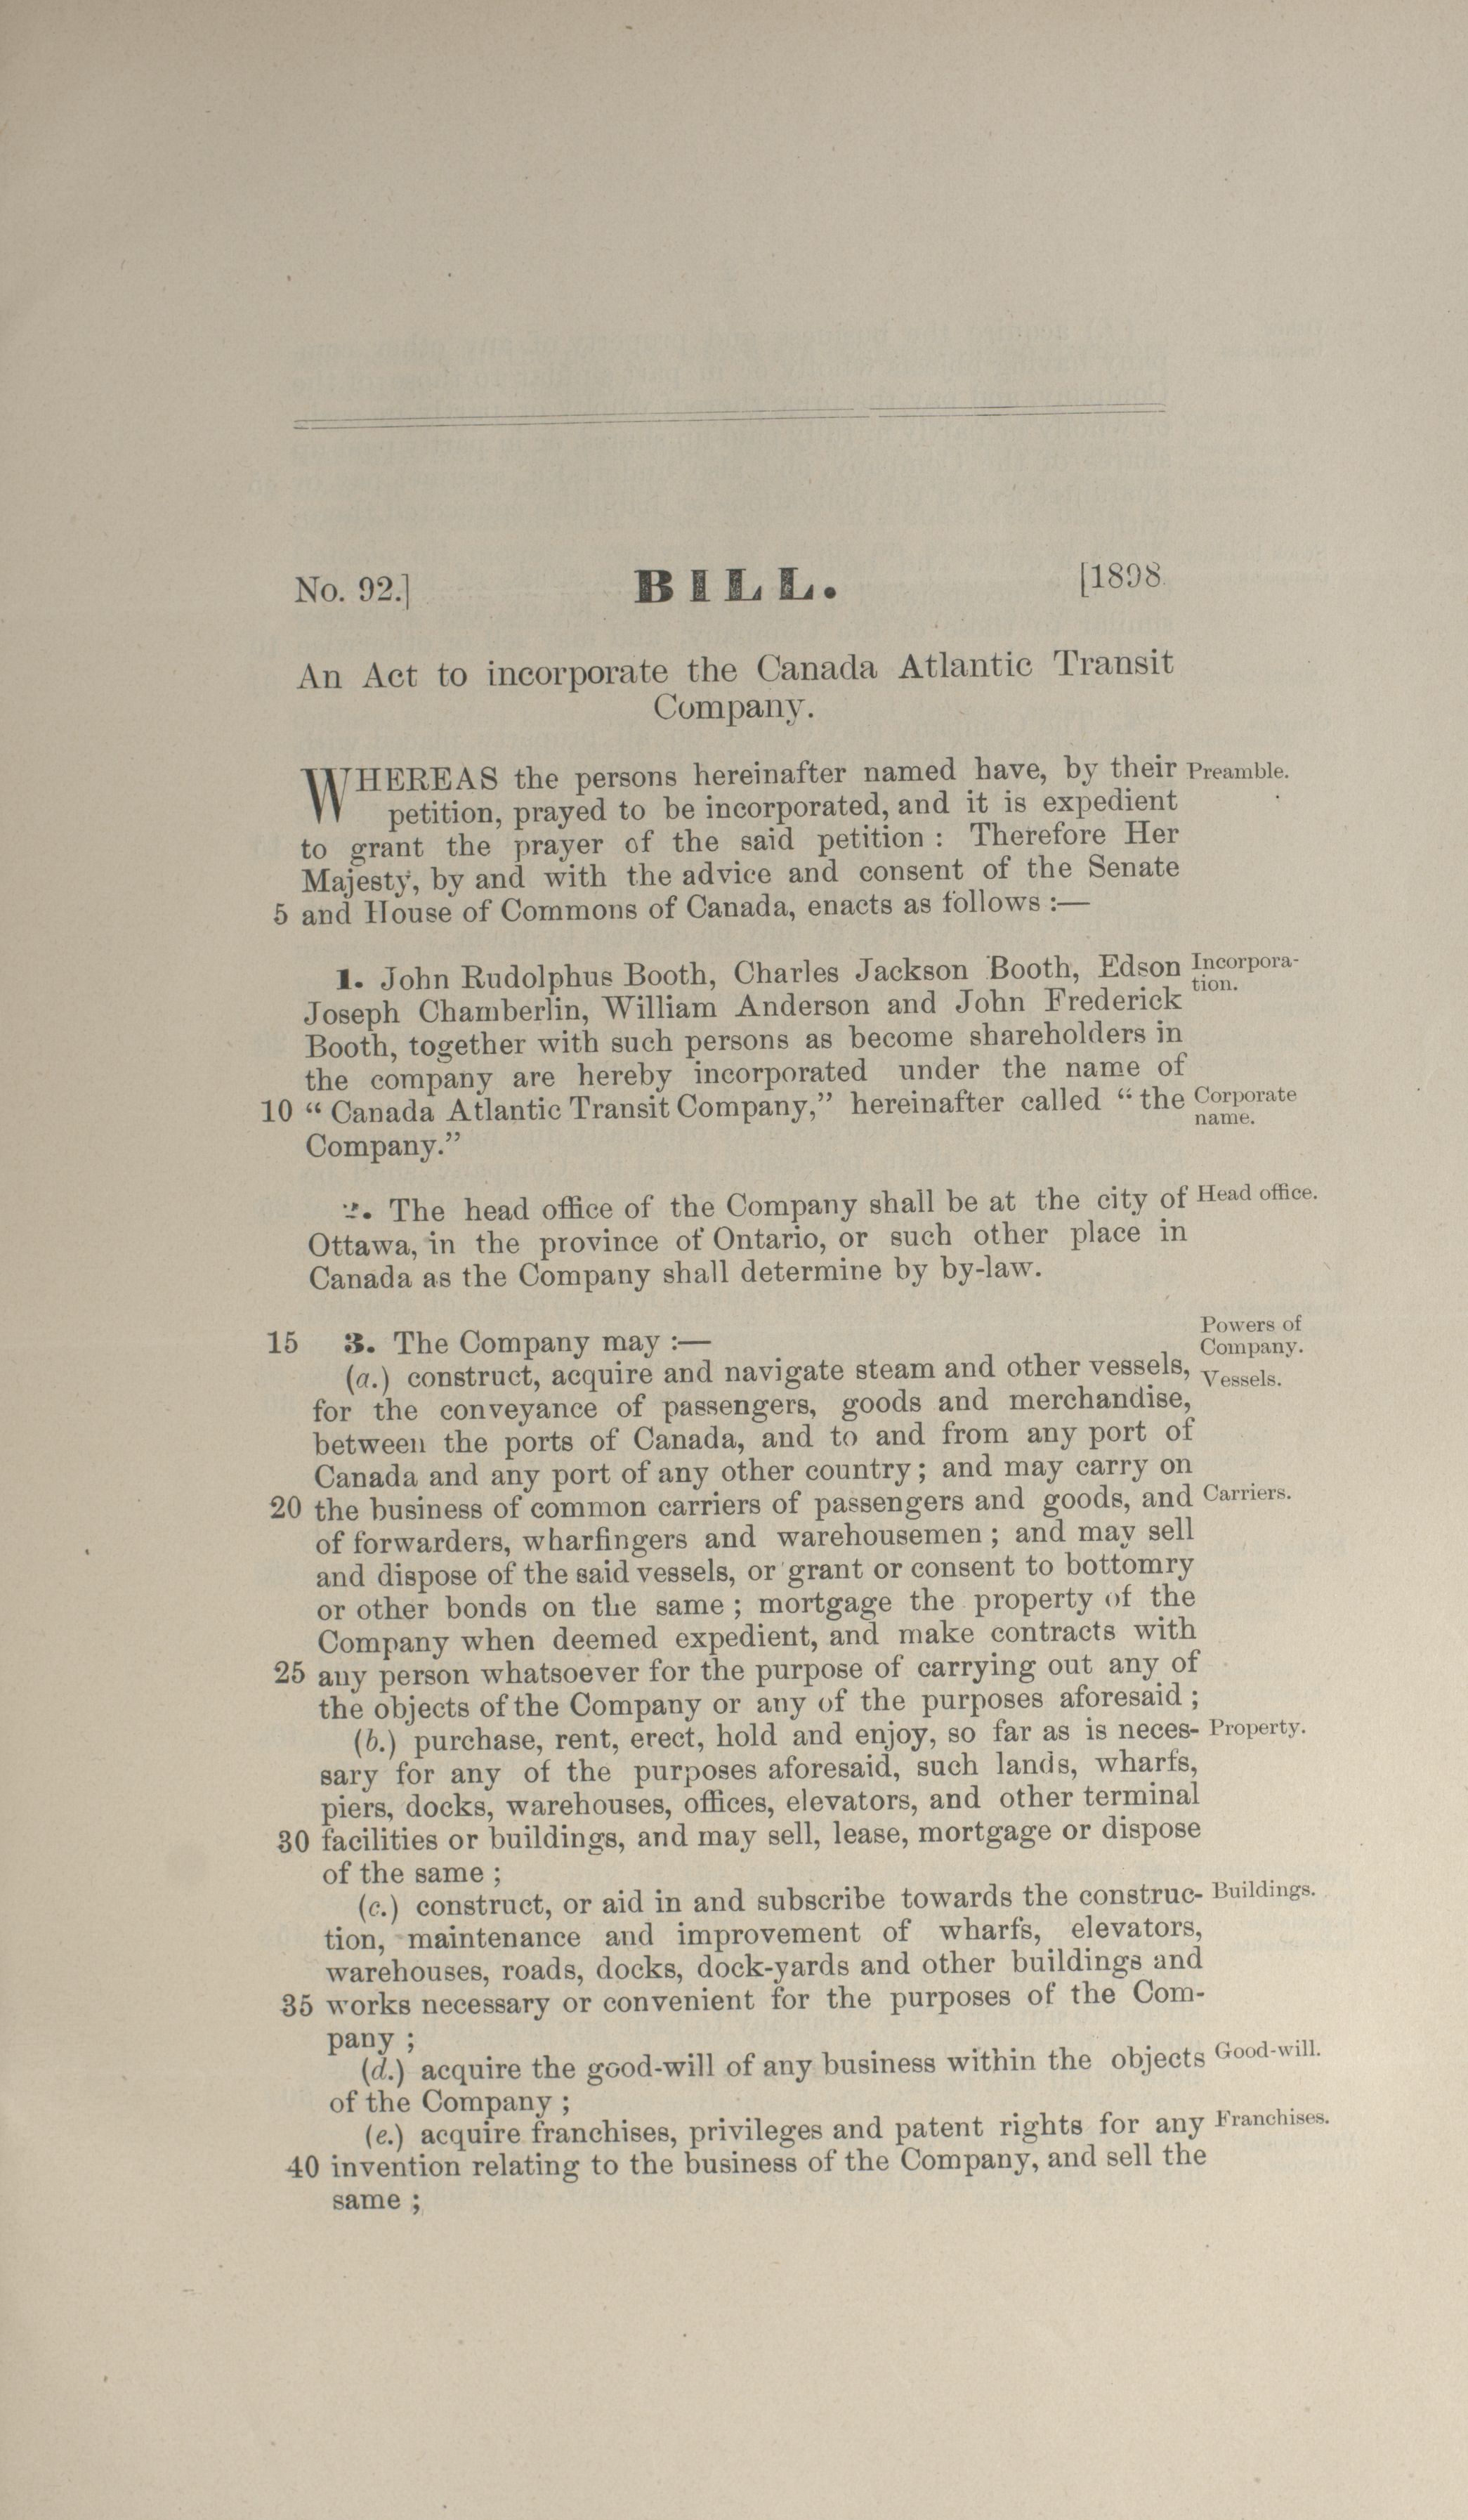 No. 92.] BILL. [1898.
An Act to incorporate the Canada Atlantic Transit
Company.
WHEREAS the persons hereinafter named have, by their Preamble.
petition, prayed to be incorporated, and it is expedient
to grant the prayer of the said petition : Therefore Her
Majesty, by and with the advice and consent of the Senate
5 and House of Commons of Canada, enacts as follows :—
1. John Rudolphus Booth, Charles Jackson Booth, Edson Incorpora-
tion.
Joseph Chamberlin, William Anderson and John Frederick
Booth, together with such persons as become shareholders in
the company are hereby incorporated under the name of
10 “ Canada Atlantic Transit Company,” hereinafter called “ the Corporate
name.
Company.”
2. The head office of the Company shall be at the city of Head office.
Ottawa, in the province of Ontario, or such other place in
Canada as the Company shall determine by by-law.
15 3. The Company may :— Powers of
Company.
(a.) construct, acquire and navigate steam and other vessels, Vessels.
for the conveyance of passengers, goods and merchandise,
between the ports of Canada, and to and from any port of
Canada and any port of any other country ; and may carry on
20 the business of common carriers of passengers and goods, and Carriers.
of forwarders, wharfingers and warehousemen ; and may sell
and dispose of the said vessels, or grant or consent to bottomry
or other bonds on the same ; mortgage the property of the
Company when deemed expedient, and make contracts with
25 any person whatsoever for the purpose of carrying out any of
the objects of the Company or any of the purposes aforesaid ;
(b.) purchase, rent, erect, hold and enjoy, so far as is neces- Property.
sary for any of the purposes aforesaid, such lands, wharfs,
piers, docks, warehouses, offices, elevators, and other terminal
30 facilities or buildings, and may sell, lease, mortgage or dispose
of the same ;
(c.) construct, or aid in and subscribe towards the construc- Buildings.
tion, maintenance and improvement of wharfs, elevators,
warehouses, roads, docks, dock-yards and other buildings and
35 works necessary or convenient for the purposes of the Com-
pany ;
(d.) acquire the good-will of any business within the objects Good-will.
of the Company ;
(e.) acquire franchises, privileges and patent rights for any Franchises.
40 invention relating to the business of the Company, and sell the
same ;